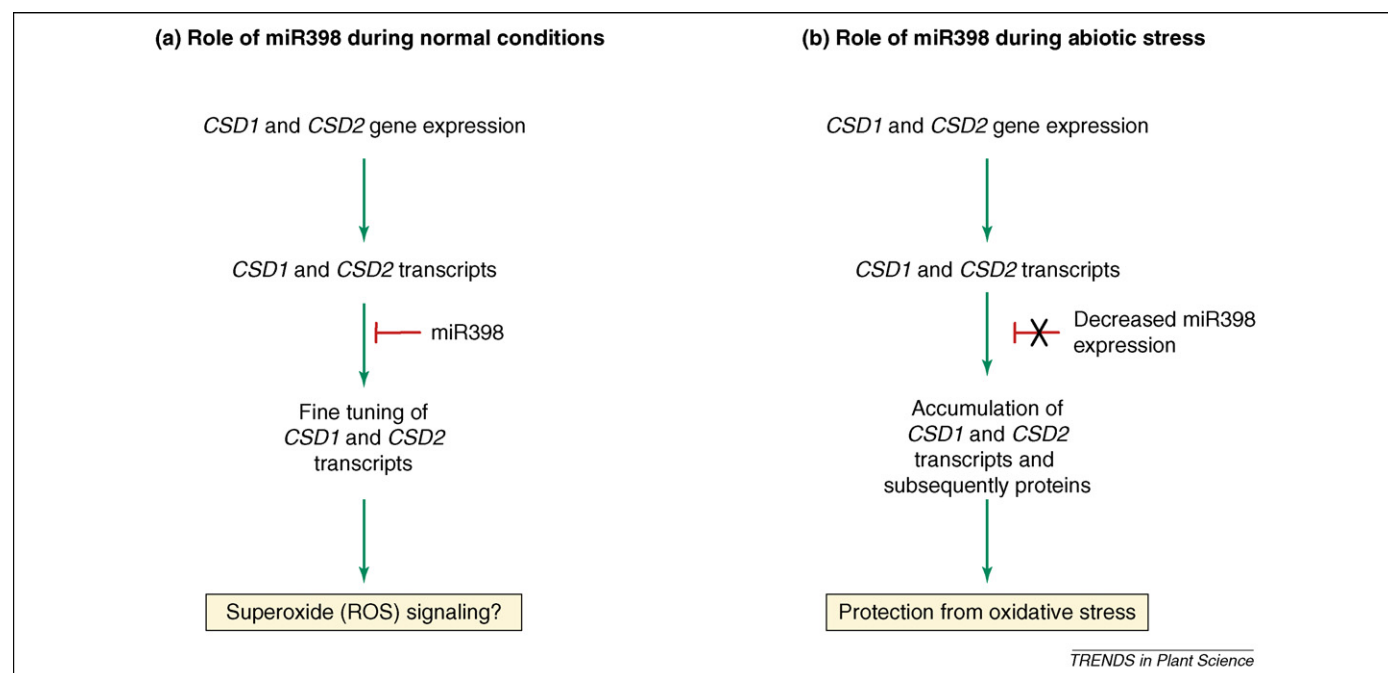 (a) Role of miR398 during normal conditions
CSD1 and CSD2 gene expression
CSD1 and CSD2 transcripts
miR398
Fine tuning of
CSD1 and CSD2
transcripts
Superoxide (ROS) signaling?
(b) Role of miR398 during abiotic stress
CSD1 and CSD2 gene expression
CSD1 and CSD2 transcripts
Decreased miR398
expression
Accumulation of
CSD1 and CSD2
transcripts and
subsequently proteins
Protection from oxidative stress
TRENDS in Plant Science